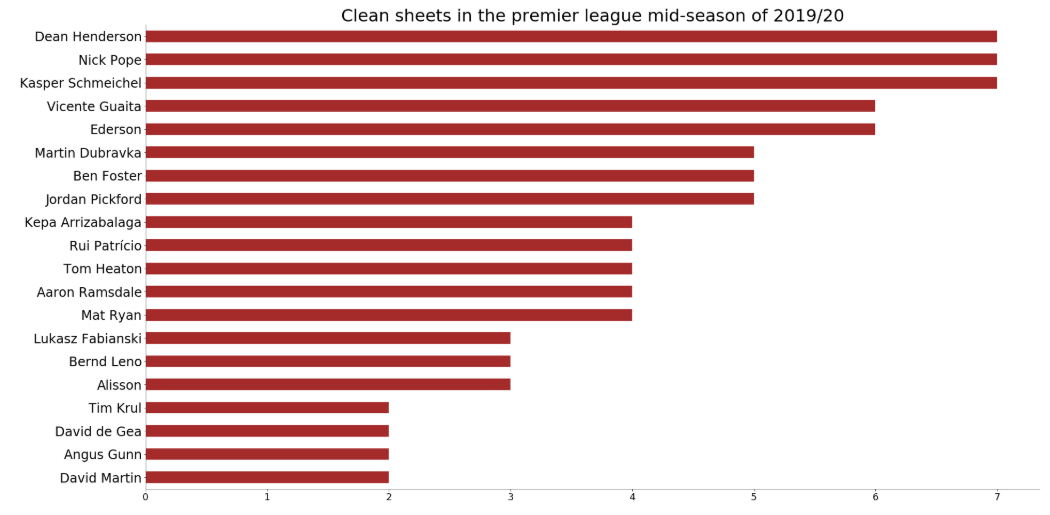 Clean sheets in the premier league mid-season of 2019/20
Dean Henderson
Nick Pope
Kasper Schmeichel
Vicente Guaita
Ederson
Martin Dubravka
Ben Foster
Jordan Pickford
Kepa Arrizabalaga
Rui Patrício
Tom Heaton
Aaron Ramsdale
Mat Ryan
Lukasz Fabianski
Bernd Leno
Alisson
Tim Krul
David de Gea
Angus Gunn
David Martin
0 1 2 3 4 5 6 7